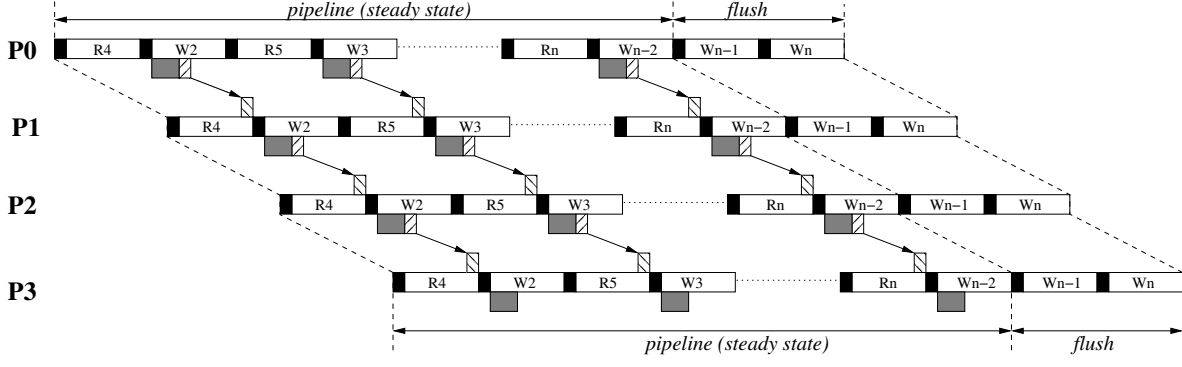 pipeline (steady state) flush
P0 R4 W2 R5 W3 Rn Wn−2 Wn−1 Wn
P1 R4 W2 R5 W3 Rn Wn−2 Wn−1 Wn
P2 R4 W2 R5 W3 Rn Wn−2 Wn−1 Wn
P3 R4 W2 R5 W3 Rn Wn−2 Wn−1 Wn
pipeline (steady state) flush